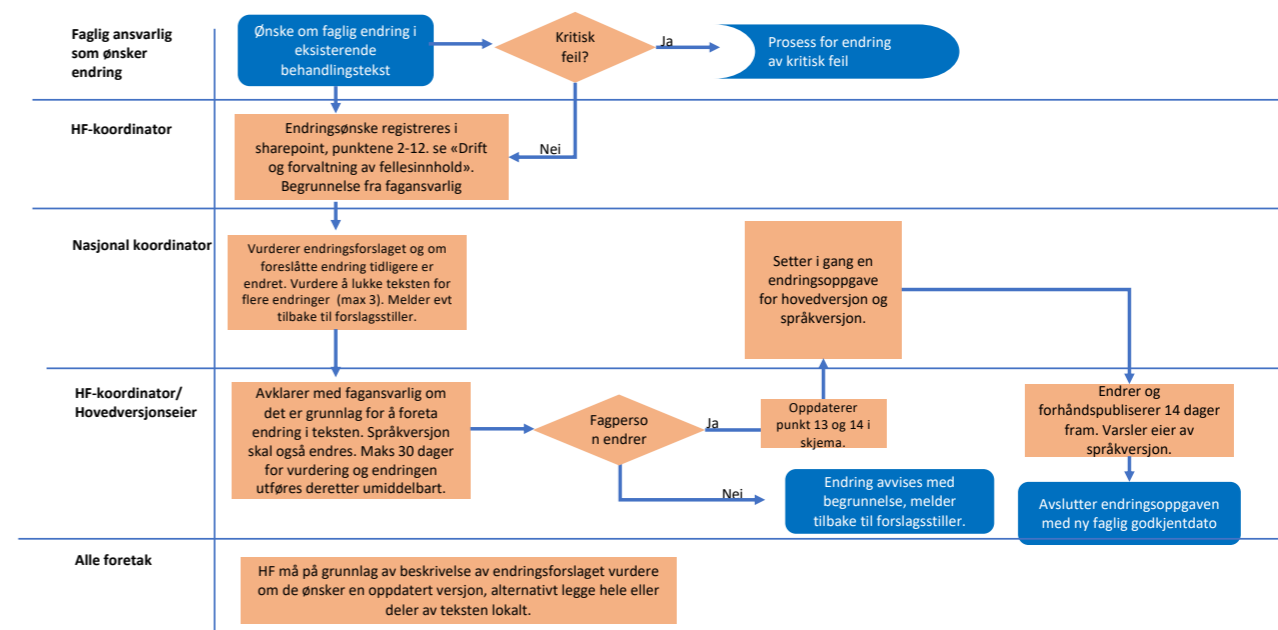 Faglig ansvarlig
som ønsker
endring
Ønske om faglig endring i
eksisterende
behandlingstekst
Kritisk
feil?
Ja
Prosess for endring
av kritisk feil
HF-koordinator
Endringsønske registreres i
sharepoint, punktene 2-12. se «Drift
og forvaltning av fellesinnhold».
Begrunnelse fra fagansvarlig
Nei
Nasjonal koordinator
Vurderer endringsforslaget og om
foreslåtte endring tidligere er
endret. Vurdere å lukke teksten for
flere endringer (max 3). Melder evt
tilbake til forslagsstiller.
Setter i gang en
endringsoppgave
for hovedversjon og
språkversjon.
HF-koordinator/
Hovedversjonseier
Avklarer med fagansvarlig om
det er grunnlag for å foreta
endring i teksten. Språkversjon
skal også endres. Maks 30 dager
for vurdering og endringen
utføres deretter umiddelbart.
Fagperso
n endrer
Ja
Oppdaterer
punkt 13 og 14 i
skjema.
Nei
Endring avvises med
begrunnelse, melder
tilbake til forslagsstiller.
Endrer og
forhåndspubliserer 14 dager
fram. Varsler eier av
språkversjon.
Avslutter endringsoppgaven
med ny faglig godkjentdato
Alle foretak
HF må på grunnlag av beskrivelse av endringsforslaget vurdere
om de ønsker en oppdatert versjon, alternativt legge hele eller
deler av teksten lokalt.